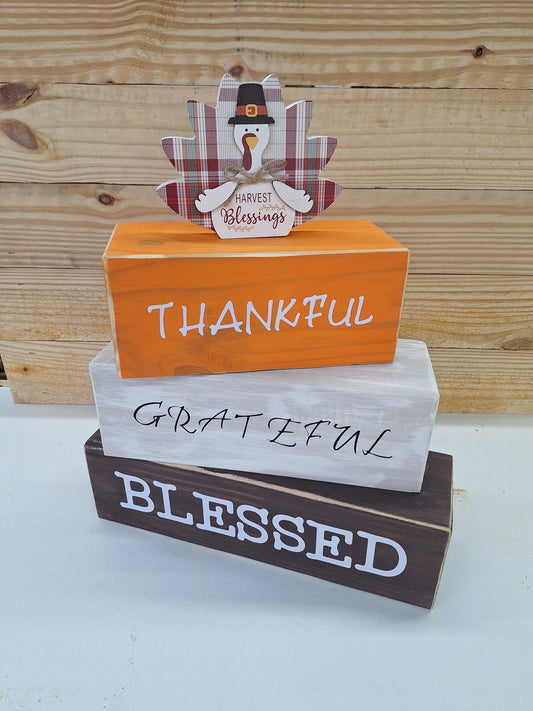 HARVEST
Blessings
THANKFUL
GRATEFUL
BLESSED